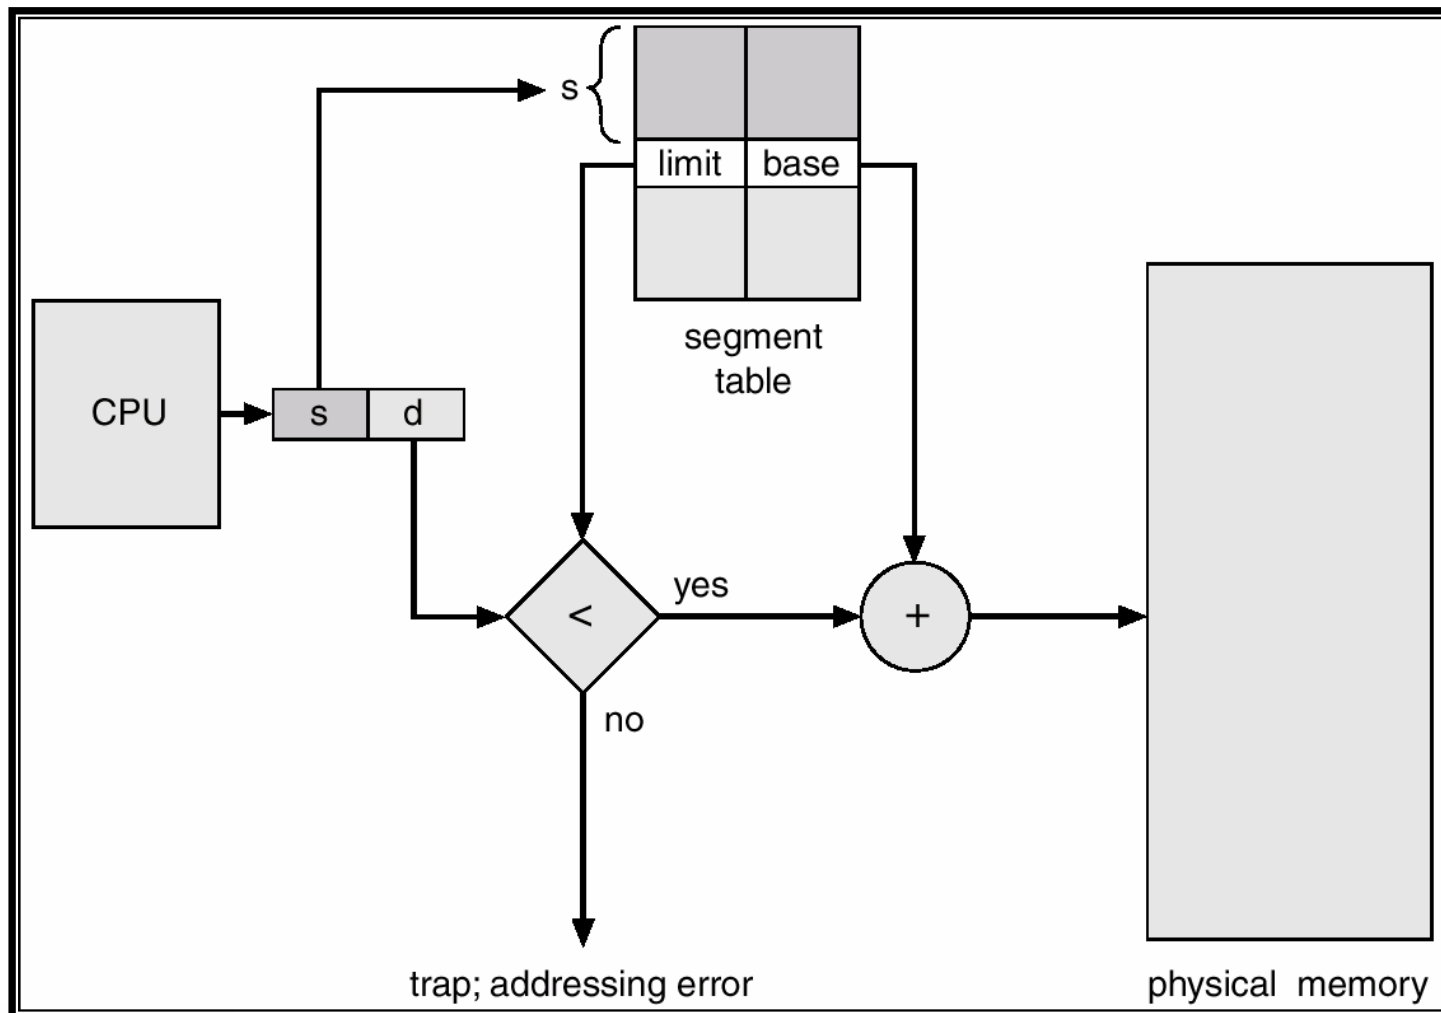 s
limit base
segment
table
CPU
s d
<
yes
+
no
trap; addressing error
physical memory